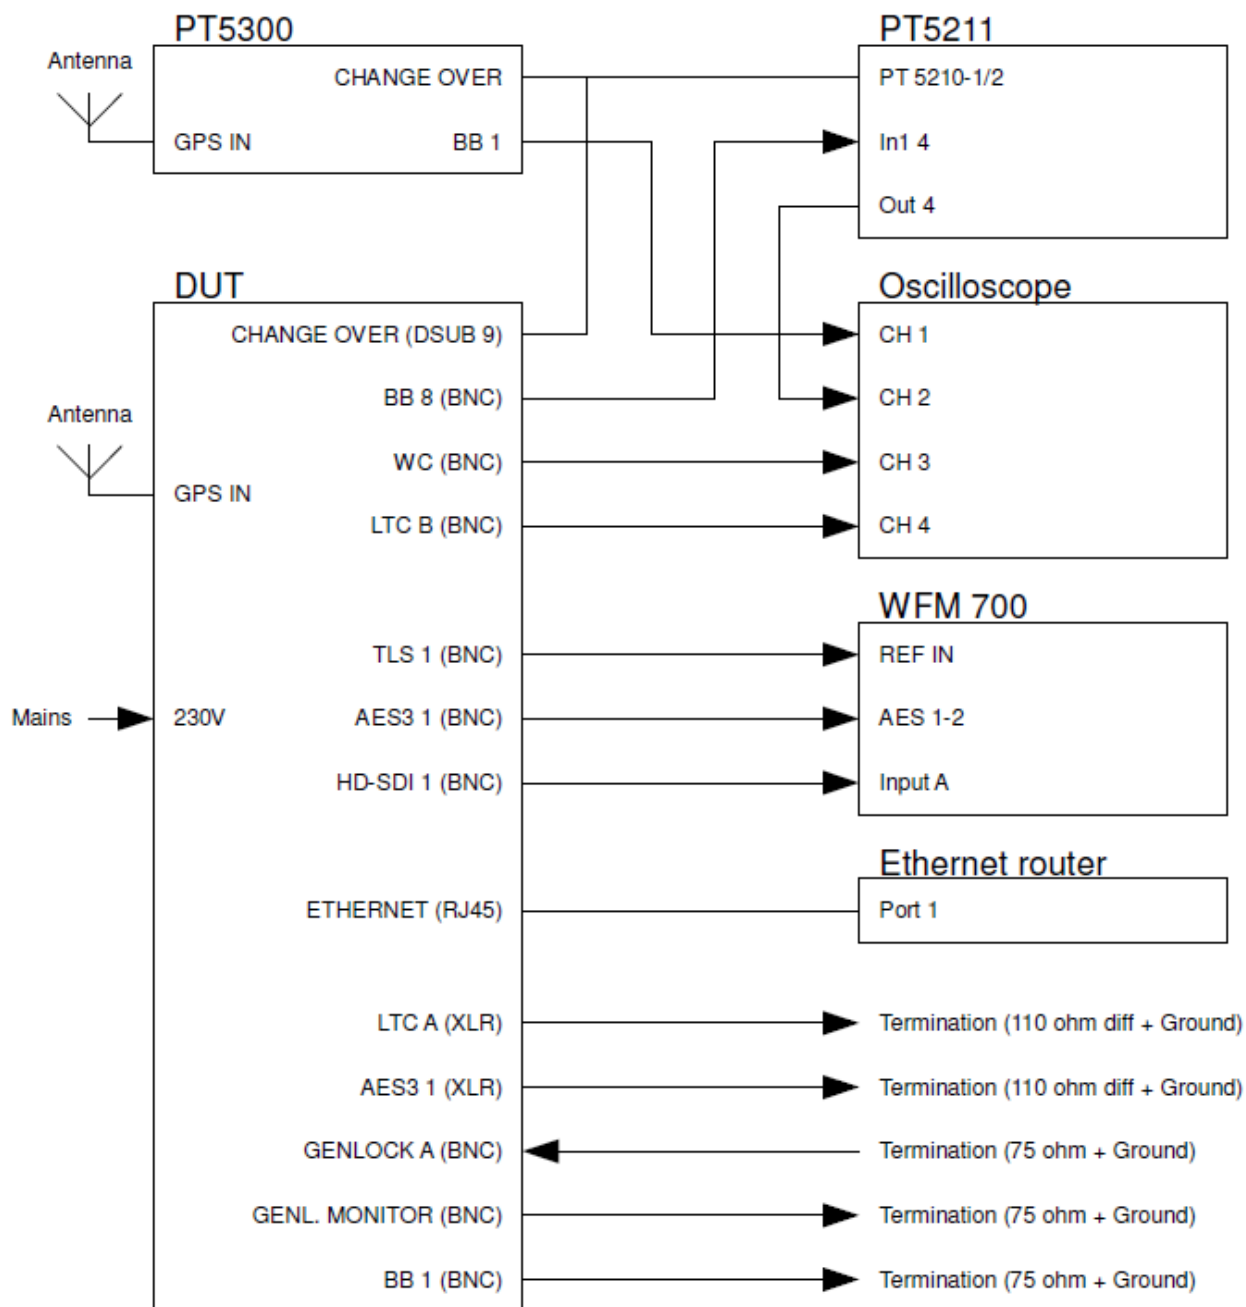 PT5300
PT5211
Antenna
CHANGE OVER
PT 5210-1/2
GPS IN
BB 1
In1 4
Out 4
DUT
Oscilloscope
CHANGE OVER (DSUB 9)
CH 1
BB 8 (BNC)
CH 2
Antenna
WC (BNC)
CH 3
GPS IN
LTC B (BNC)
CH 4
WFM 700
TLS 1 (BNC)
REF IN
Mains
230V
AES3 1 (BNC)
AES 1-2
HD-SDI 1 (BNC)
Input A
Ethernet router
ETHERNET (RJ45)
Port 1
LTC A (XLR)
Termination (110 ohm diff + Ground)
AES3 1 (XLR)
Termination (110 ohm diff + Ground)
GENLOCK A (BNC)
Termination (75 ohm + Ground)
GENL. MONITOR (BNC)
Termination (75 ohm + Ground)
BB 1 (BNC)
Termination (75 ohm + Ground)